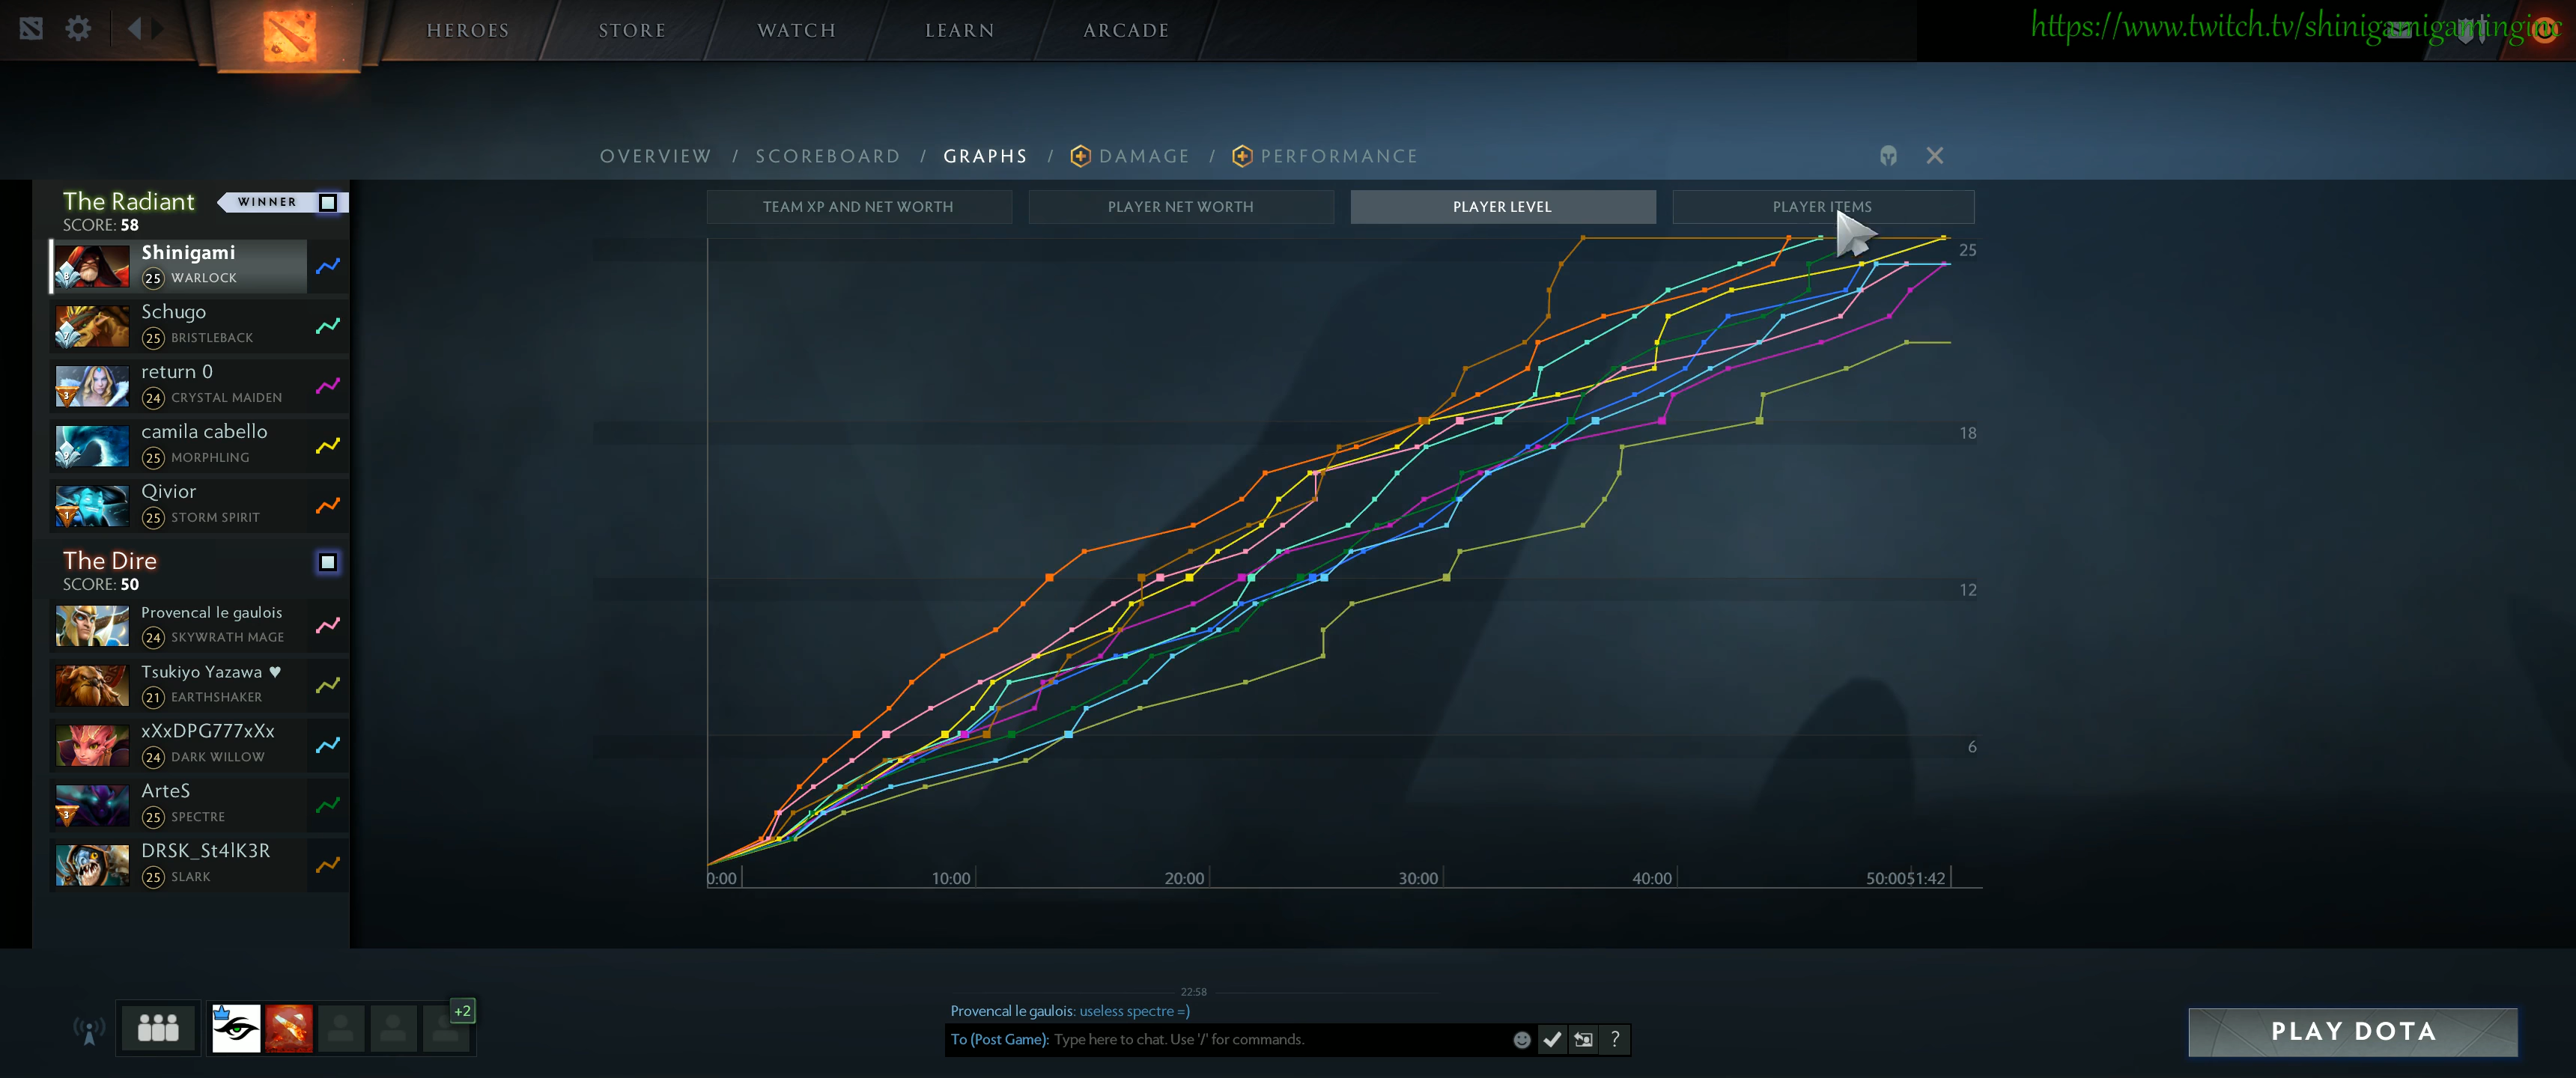 HEROES
STORE
WATCH
LEARN
ARCADE
https://www.twitch.tv/shinigamigaminginc
OVERVIEW / SCOREBOARD / GRAPHS / DAMAGE / PERFORMANCE
The Radiant
WINNER
SCORE: 58
TEAM XP AND NET WORTH
PLAYER NET WORTH
PLAYER LEVEL
PLAYER ITEMS
Shinigami
25 WARLOCK
Schugo
25 BRISTLEBACK
return 0
24 CRYSTAL MAIDEN
camila cabello
25 MORPHLING
Qivior
25 STORM SPIRIT
The Dire
SCORE: 50
Provencal le gaulois
24 SKYWRATH MAGE
Tsukiyo Yazawa ♥
21 EARTHSHAKER
xXxDPG777xXx
24 DARK WILLOW
ArteS
25 SPECTRE
DRSK_St4lK3R
25 SLARK
25
18
12
6
0:00
10:00
20:00
30:00
40:00
50:00
51:42
+2
22:58
Provencal le gaulois: useless spectre =)
To (Post Game): Type here to chat. Use '/' for commands.
?
PLAY DOTA